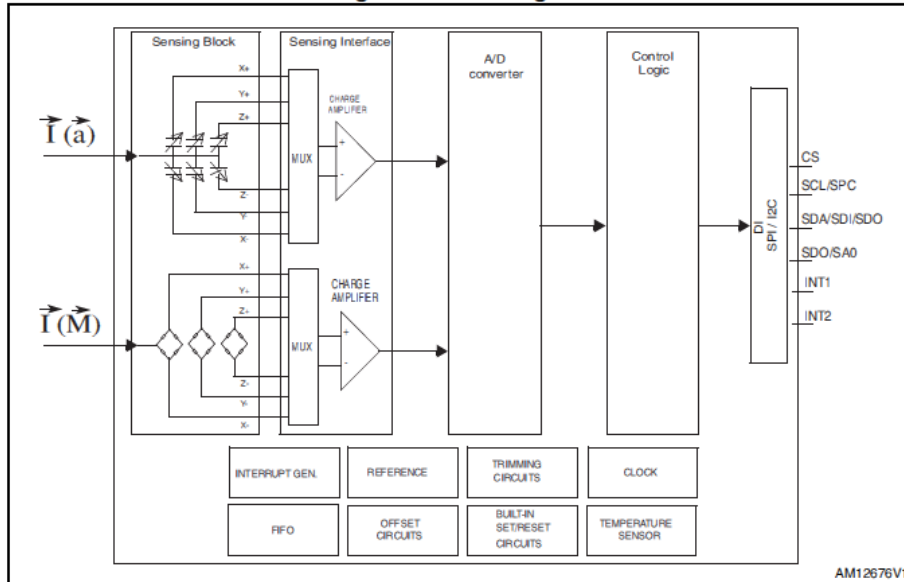 Sensing Block
Sensing Interface
A/D
converter
Control
Logic
X+
Y+
Z+
CHARGE
AMPLIFIER
I (a)
MUX
+
-
Z-
Y-
X-
CS
SCL/SPC
SDA/SDI/SDO
SDO/SA0
INT1
INT2
DI
SPI / I2C
X+
Y+
Z+
CHARGE
AMPLIFIER
I (M)
MUX
+
-
Z-
Y-
X-
INTERRUPT GEN.
REFERENCE
TRIMMING
CIRCUITS
CLOCK
FIFO
OFFSET
CIRCUITS
BUILT-IN
SET/RESET
CIRCUITS
TEMPERATURE
SENSOR
AM12676V1